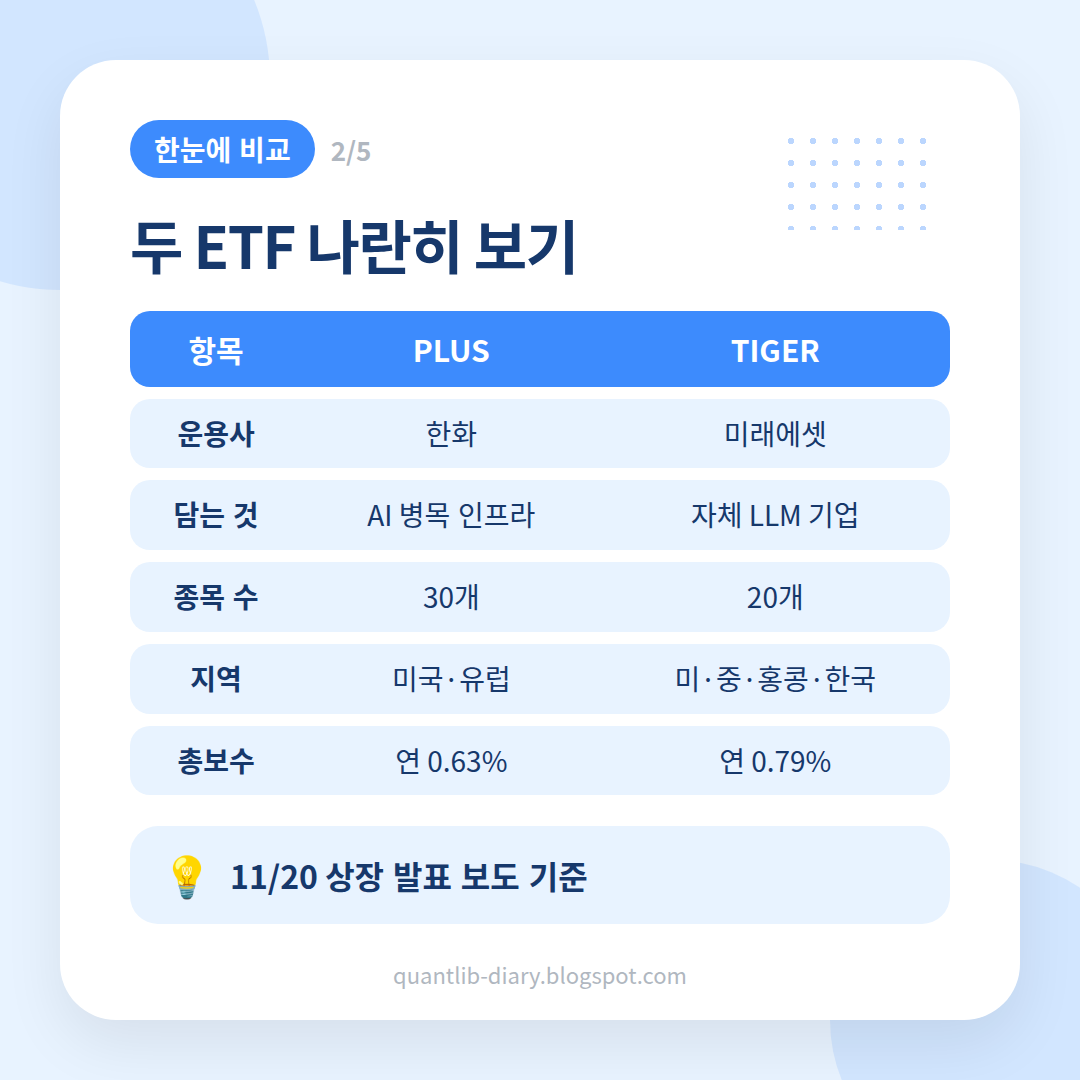 한눈에 비교 2/5
두 ETF 나란히 보기
항목 PLUS TIGER
운용사 한화 미래에셋
담는 것 AI 병목 인프라 자체 LLM 기업
종목 수 30개 20개
지역 미국·유럽 미·중·홍콩·한국
총보수 연 0.63% 연 0.79%
11/20 상장 발표 보도 기준
quantlib-diary.blogspot.com